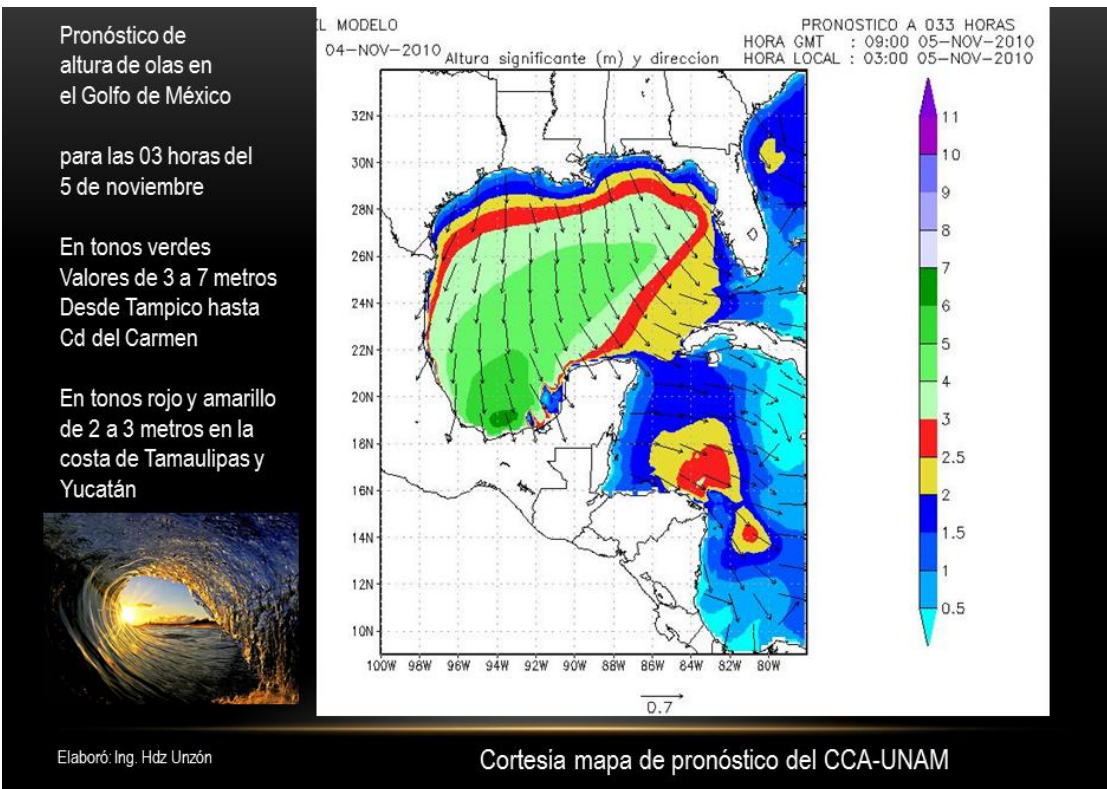 Pronóstico de
altura de olas en
el Golfo de México
para las 03 horas del
5 de noviembre
En tonos verdes
Valores de 3 a 7 metros
Desde Tampico hasta
Cd del Carmen
En tonos rojo y amarillo
de 2 a 3 metros en la
costa de Tamaulipas y
Yucatán
L MODELO
04-NOV-2010
Altura significante (m) y direccion
PRONOSTICO A 033 HORAS
HORA GMT : 09:00 05-NOV-2010
HORA LOCAL : 03:00 05-NOV-2010
32N
30N
28N
26N
24N
22N
20N
18N
16N
14N
12N
10N
100W 98W 96W 94W 92W 90W 88W 86W 84W 82W 80W
0.7
11
10
9
8
7
6
5
4
3
2.5
2
1.5
1
0.5
Elaboró: Ing. Hdz Unzón
Cortesia mapa de pronóstico del CCA-UNAM